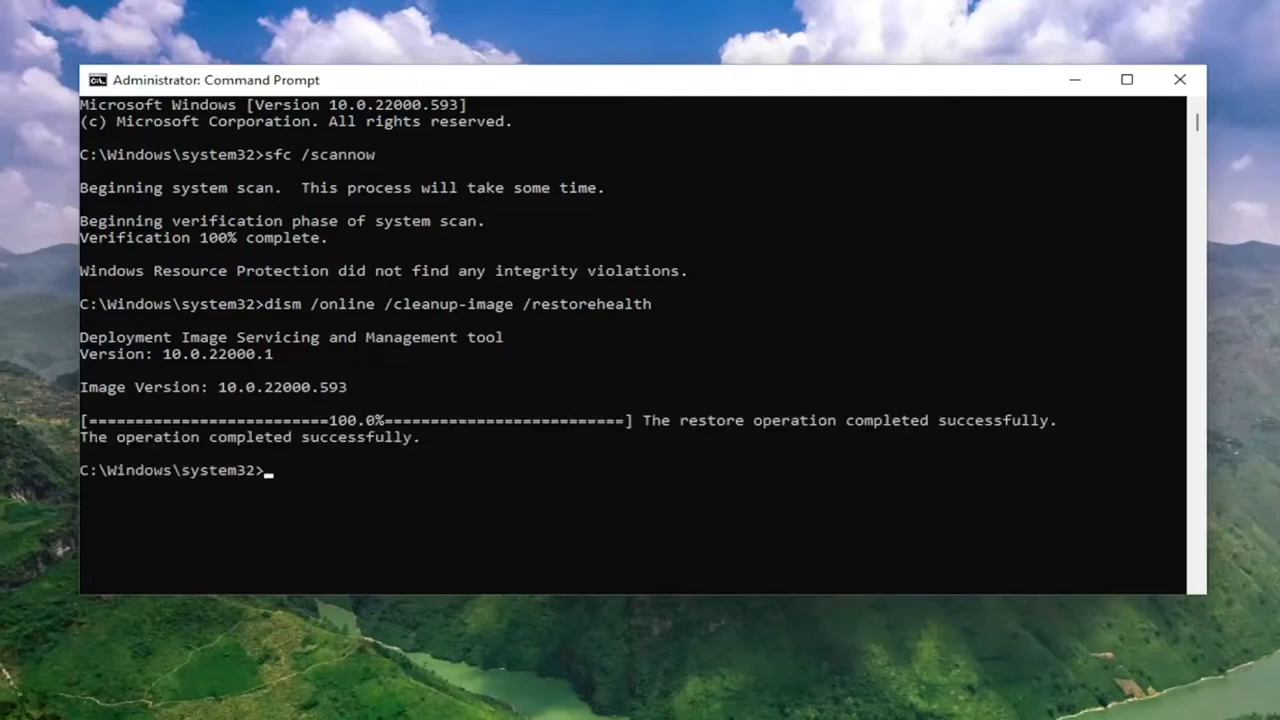 Administrator: Command Prompt
Microsoft Windows [Version 10.0.22000.593]
(c) Microsoft Corporation. All rights reserved.
C:\Windows\system32>sfc /scannow
Beginning system scan.  This process will take some time.
Beginning verification phase of system scan.
Verification 100% complete.
Windows Resource Protection did not find any integrity violations.
C:\Windows\system32>dism /online /cleanup-image /restorehealth
Deployment Image Servicing and Management tool
Version: 10.0.22000.1
Image Version: 10.0.22000.593
[==========================100.0%==========================] The restore operation completed successfully.
The operation completed successfully.
C:\Windows\system32>